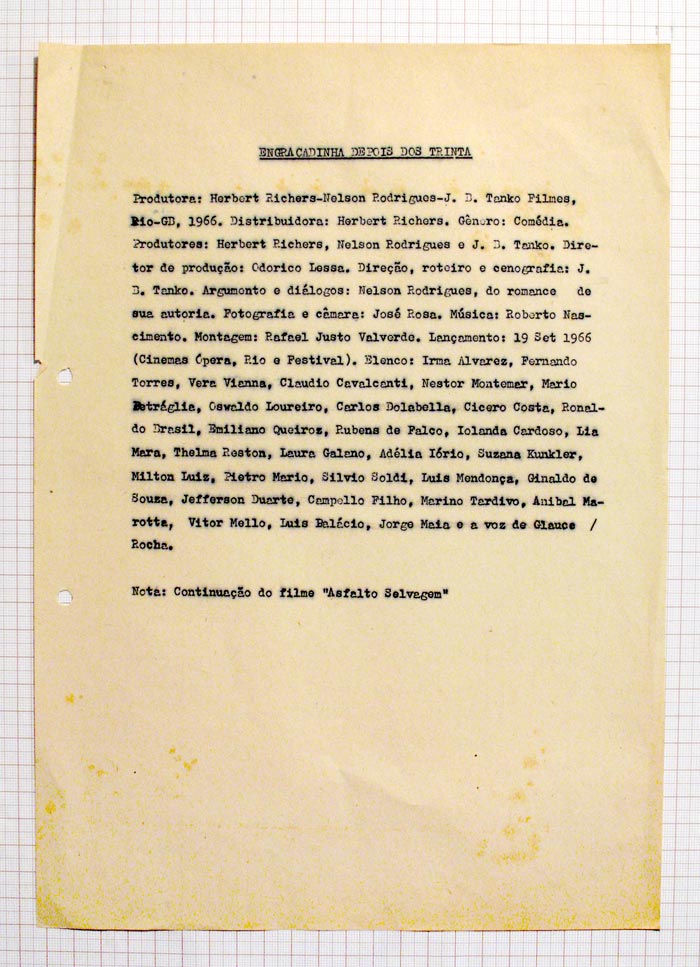 ENGRAÇADINHA DEPOIS DOS TRINTA
Produtora: Herbert Richers-Nelson Rodrigues-J. B. Tanko Filmes,
Rio-GB, 1966. Distribuidora: Herbert Richers. Gênero: Comédia.
Produtores: Herbert Richers, Nelson Rodrigues e J. B. Tanko. Dire-
tor de produção: Odorico Lessa. Direção, roteiro e cenografia: J.
B. Tanko. Argumento e diálogos: Nelson Rodrigues, do romance de
sua autoria. Fotografia e câmara: José Rosa. Música: Roberto Nas-
cimento. Montagem: Rafael Justo Valverde. Lançamento: 19 Set 1966
(Cinemas Ópera, Rio e Festival). Elenco: Irma Alvarez, Fernando
Torres, Vera Vianna, Claudio Cavalcanti, Nestor Montemar, Mario
Petráglia, Oswaldo Loureiro, Carlos Dolabella, Cicero Costa, Ronal-
do Brasil, Emiliano Queiroz, Rubens de Falco, Iolanda Cardoso, Lia
Mara, Thelma Reston, Laura Galano, Adélia Iório, Suzana Kunkler,
Milton Luiz, Pietro Mario, Silvio Soldi, Luis Mendonça, Ginaldo de
Souza, Jefferson Duarte, Campello Filho, Marino Tardivo, Anibal Ma-
rotta, Vitor Mello, Luis Palácio, Jorge Maia e a voz de Glauce /
Rocha.
Nota: Continuação do filme "Asfalto Selvagem"